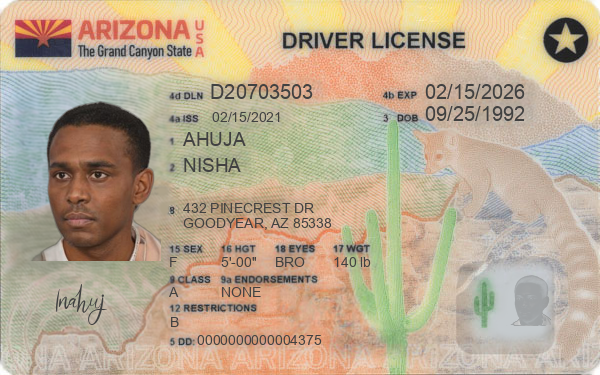 ARIZONA USA
The Grand Canyon State
DRIVER LICENSE
4d DLN D20703503
4b EXP 02/15/2026
4a ISS 02/15/2021
3 DOB 09/25/1992
1 AHUJA
2 NISHA
8 432 PINECREST DR
GOODYEAR, AZ 85338
15 SEX 16 HGT 18 EYES 17 WGT
F 5'-00" BRO 140 lb
9 CLASS 9a ENDORSEMENTS
A NONE
12 RESTRICTIONS
B
5 DD: 0000000000004375
ARIZONA ARIZONA ARIZONA